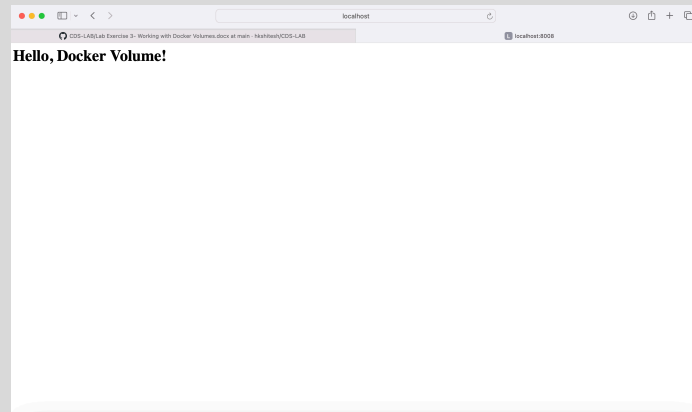 localhost
CDS-LAB/Lab Exercise 3- Working with Docker Volumes.docx at main · hkshitesh/CDS-LAB
L localhost:8008
Hello, Docker Volume!